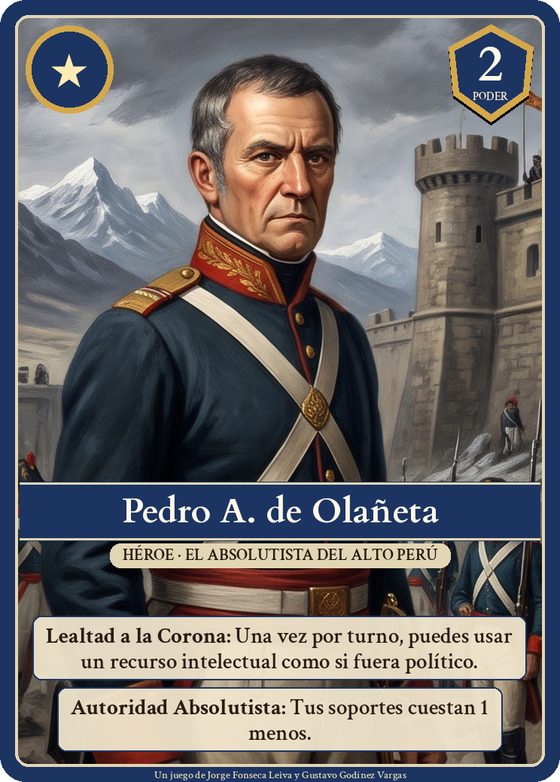 2
PODER
Pedro A. de Olañeta
HÉROE · EL ABSOLUTISTA DEL ALTO PERÚ
Lealtad a la Corona: Una vez por turno, puedes usar
un recurso intelectual como si fuera político.
Autoridad Absolutista: Tus soportes cuestan 1
menos.
Un juego de Jorge Fonseca Leiva y Gustavo Godínez Vargas